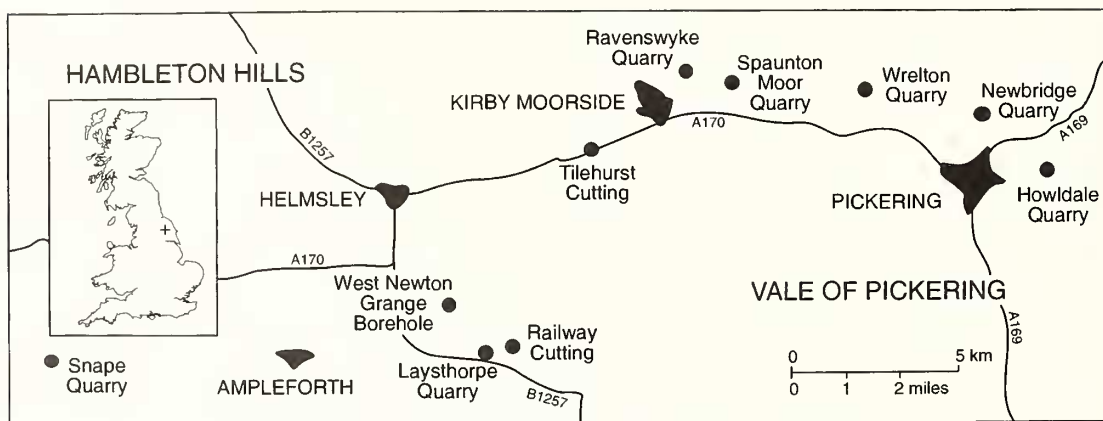 HAMBLETON HILLS
B1257
Ravenswyke
Quarry
Spaunton
Moor
Quarry
Wrelton
Quarry
Newbridge
Quarry
KIRBY MOORSIDE
A170
A169
Tilehurst
Cutting
HELMSLEY
PICKERING
Howldale
Quarry
A170
West Newton
Grange
Borehole
VALE OF PICKERING
A169
Railway
Cutting
Snape
Quarry
AMPLEFORTH
Laysthorpe
Quarry
B1257
0 5 km
0 1 2 miles